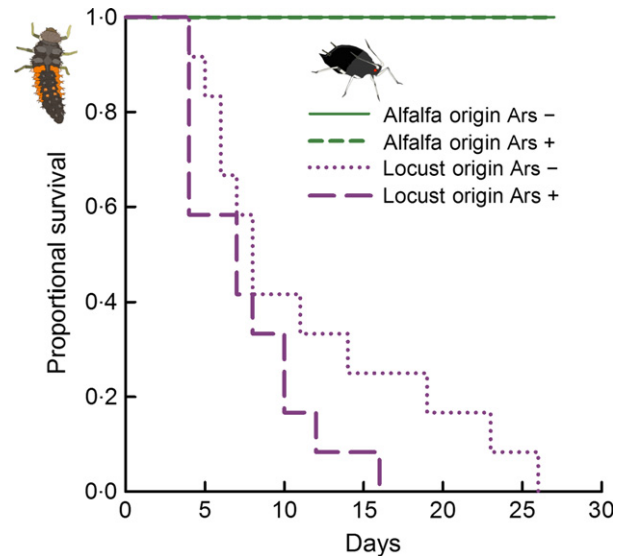 1·0
0·8
0·6
0·4
0·2
0·0
Proportional survival
Alfalfa origin Ars −
Alfalfa origin Ars +
Locust origin Ars −
Locust origin Ars +
0 5 10 15 20 25 30
Days